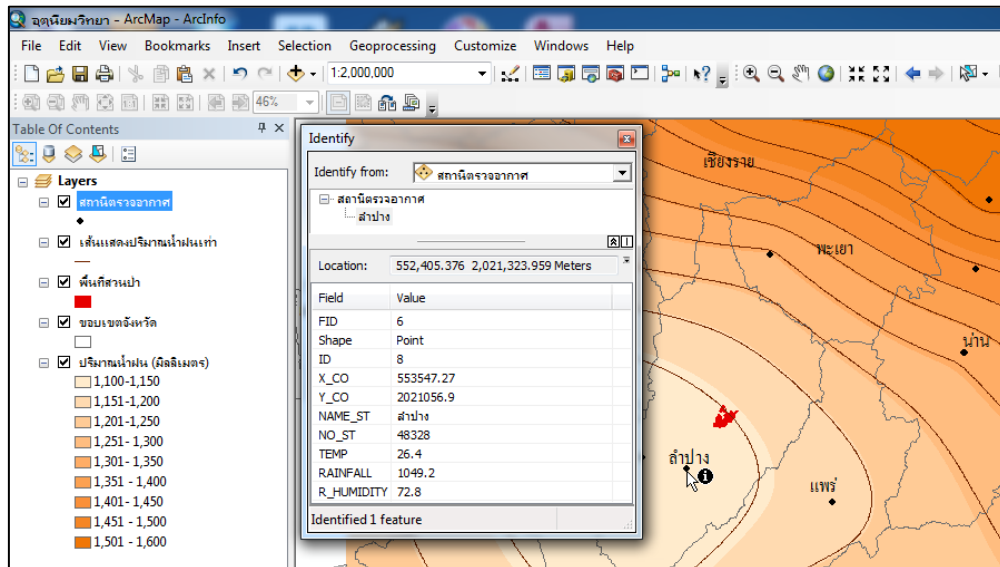 อุตุนิยมวิทยา - ArcMap - ArcInfo
File Edit View Bookmarks Insert Selection Geoprocessing Customize Windows Help
1:2,000,000
46%
Table Of Contents
Layers
สถานีตรวจอากาศ
เส้นแสดงปริมาณน้ำฝนเท่า
พื้นที่สวนป่า
ขอบเขตจังหวัด
ปริมาณน้ำฝน (มิลลิเมตร)
1,100-1,150
1,151-1,200
1,201-1,250
1,251- 1,300
1,301- 1,350
1,351 - 1,400
1,401- 1,450
1,451 - 1,500
1,501 - 1,600
Identify
Identify from: สถานีตรวจอากาศ
สถานีตรวจอากาศ
ลำปาง
Location: 552,405.376 2,021,323.959 Meters
Field Value
FID 6
Shape Point
ID 8
X_CO 553547.27
Y_CO 2021056.9
NAME_ST ลำปาง
NO_ST 48328
TEMP 26.4
RAINFALL 1049.2
R_HUMIDITY 72.8
Identified 1 feature
เชียงราย
พะเยา
น่าน
ลำปาง
แพร่